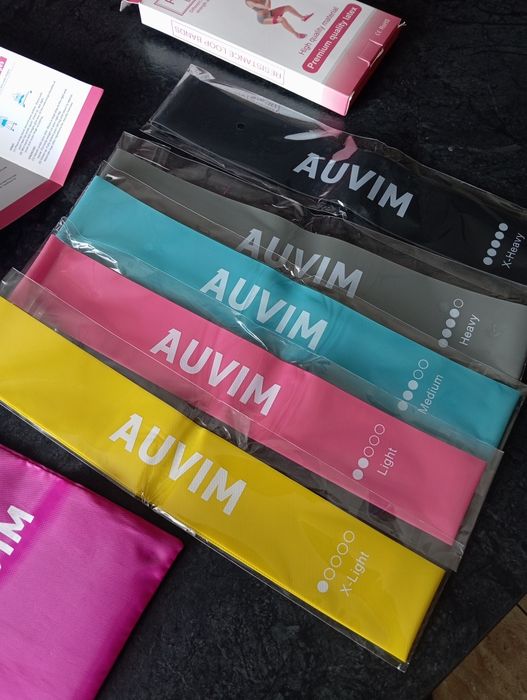 RESISTANCE LOOP BANDS
High quality material
Premium quality latex
AUVIM
X-Heavy
AUVIM
Heavy
AUVIM
Medium
AUVIM
Light
AUVIM
X-Light
VIM